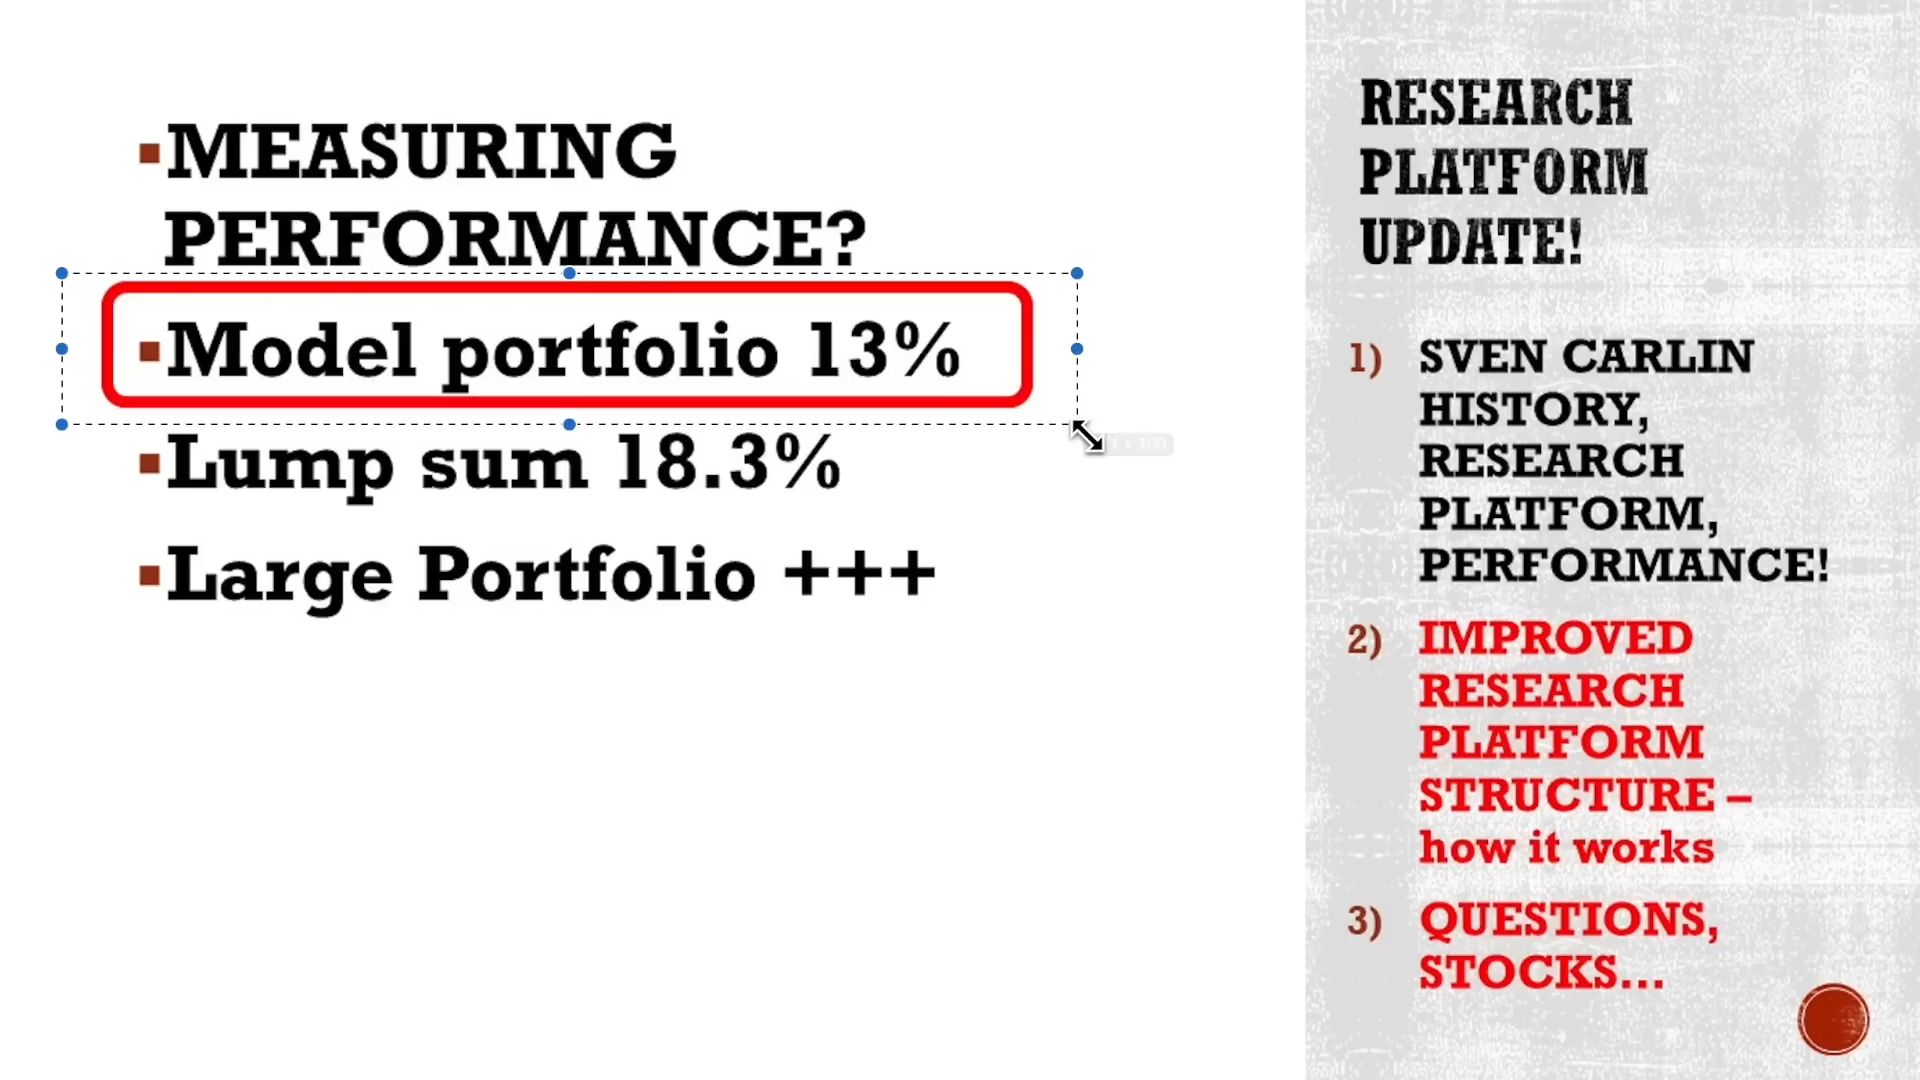 MEASURING
PERFORMANCE?
Model portfolio 13%
Lump sum 18.3%
Large Portfolio +++
RESEARCH
PLATFORM
UPDATE!
1) SVEN CARLIN
HISTORY,
RESEARCH
PLATFORM,
PERFORMANCE!
2) IMPROVED
RESEARCH
PLATFORM
STRUCTURE –
how it works
3) QUESTIONS,
STOCKS...